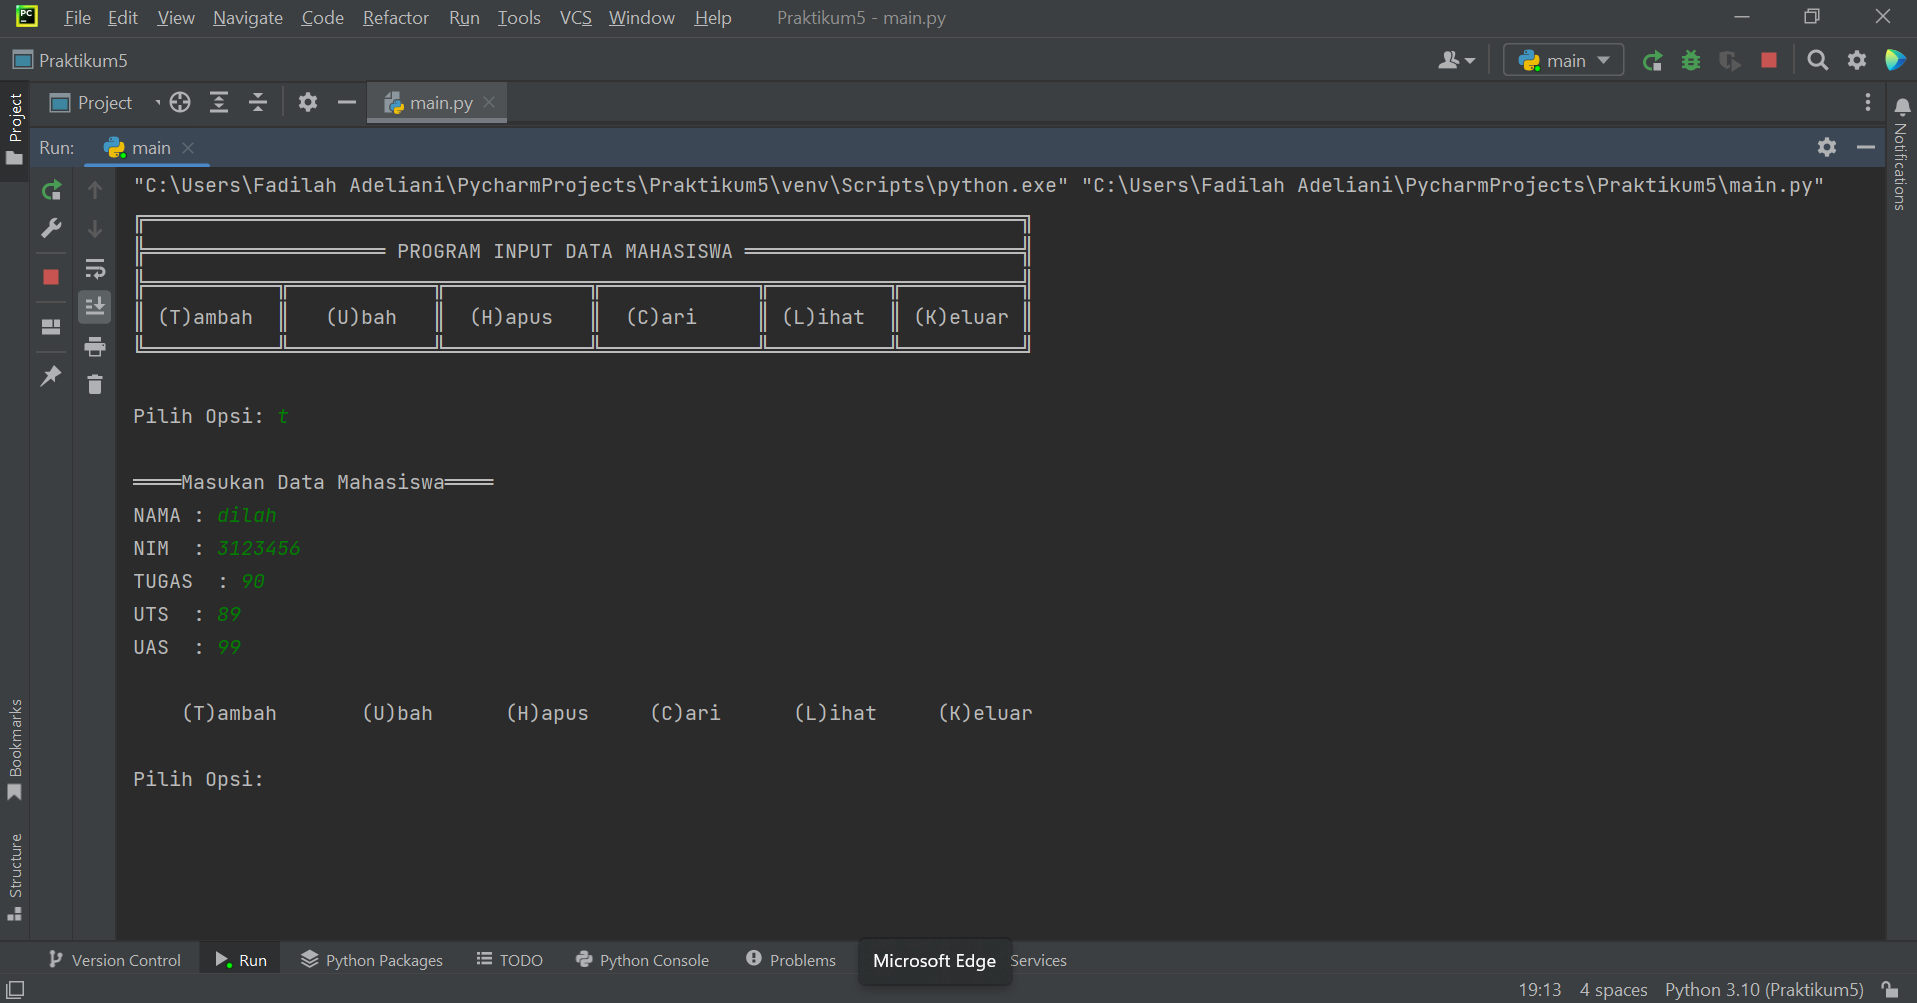 PC
File Edit View Navigate Code Refactor Run Tools VCS Window Help Praktikum5 - main.py
Praktikum5
main
Project
main.py
Project
Run: main
Notifications
"C:\Users\Fadilah Adeliani\PycharmProjects\Praktikum5\venv\Scripts\python.exe" "C:\Users\Fadilah Adeliani\PycharmProjects\Praktikum5\main.py"
PROGRAM INPUT DATA MAHASISWA
(T)ambah (U)bah (H)apus (C)ari (L)ihat (K)eluar
Pilih Opsi: t
════Masukan Data Mahasiswa════
NAMA : dilah
NIM  : 3123456
TUGAS  : 90
UTS  : 89
UAS  : 99
(T)ambah (U)bah (H)apus (C)ari (L)ihat (K)eluar
Pilih Opsi:
Bookmarks
Structure
Version Control Run Python Packages TODO Python Console Problems Microsoft Edge Services
19:13 4 spaces Python 3.10 (Praktikum5)